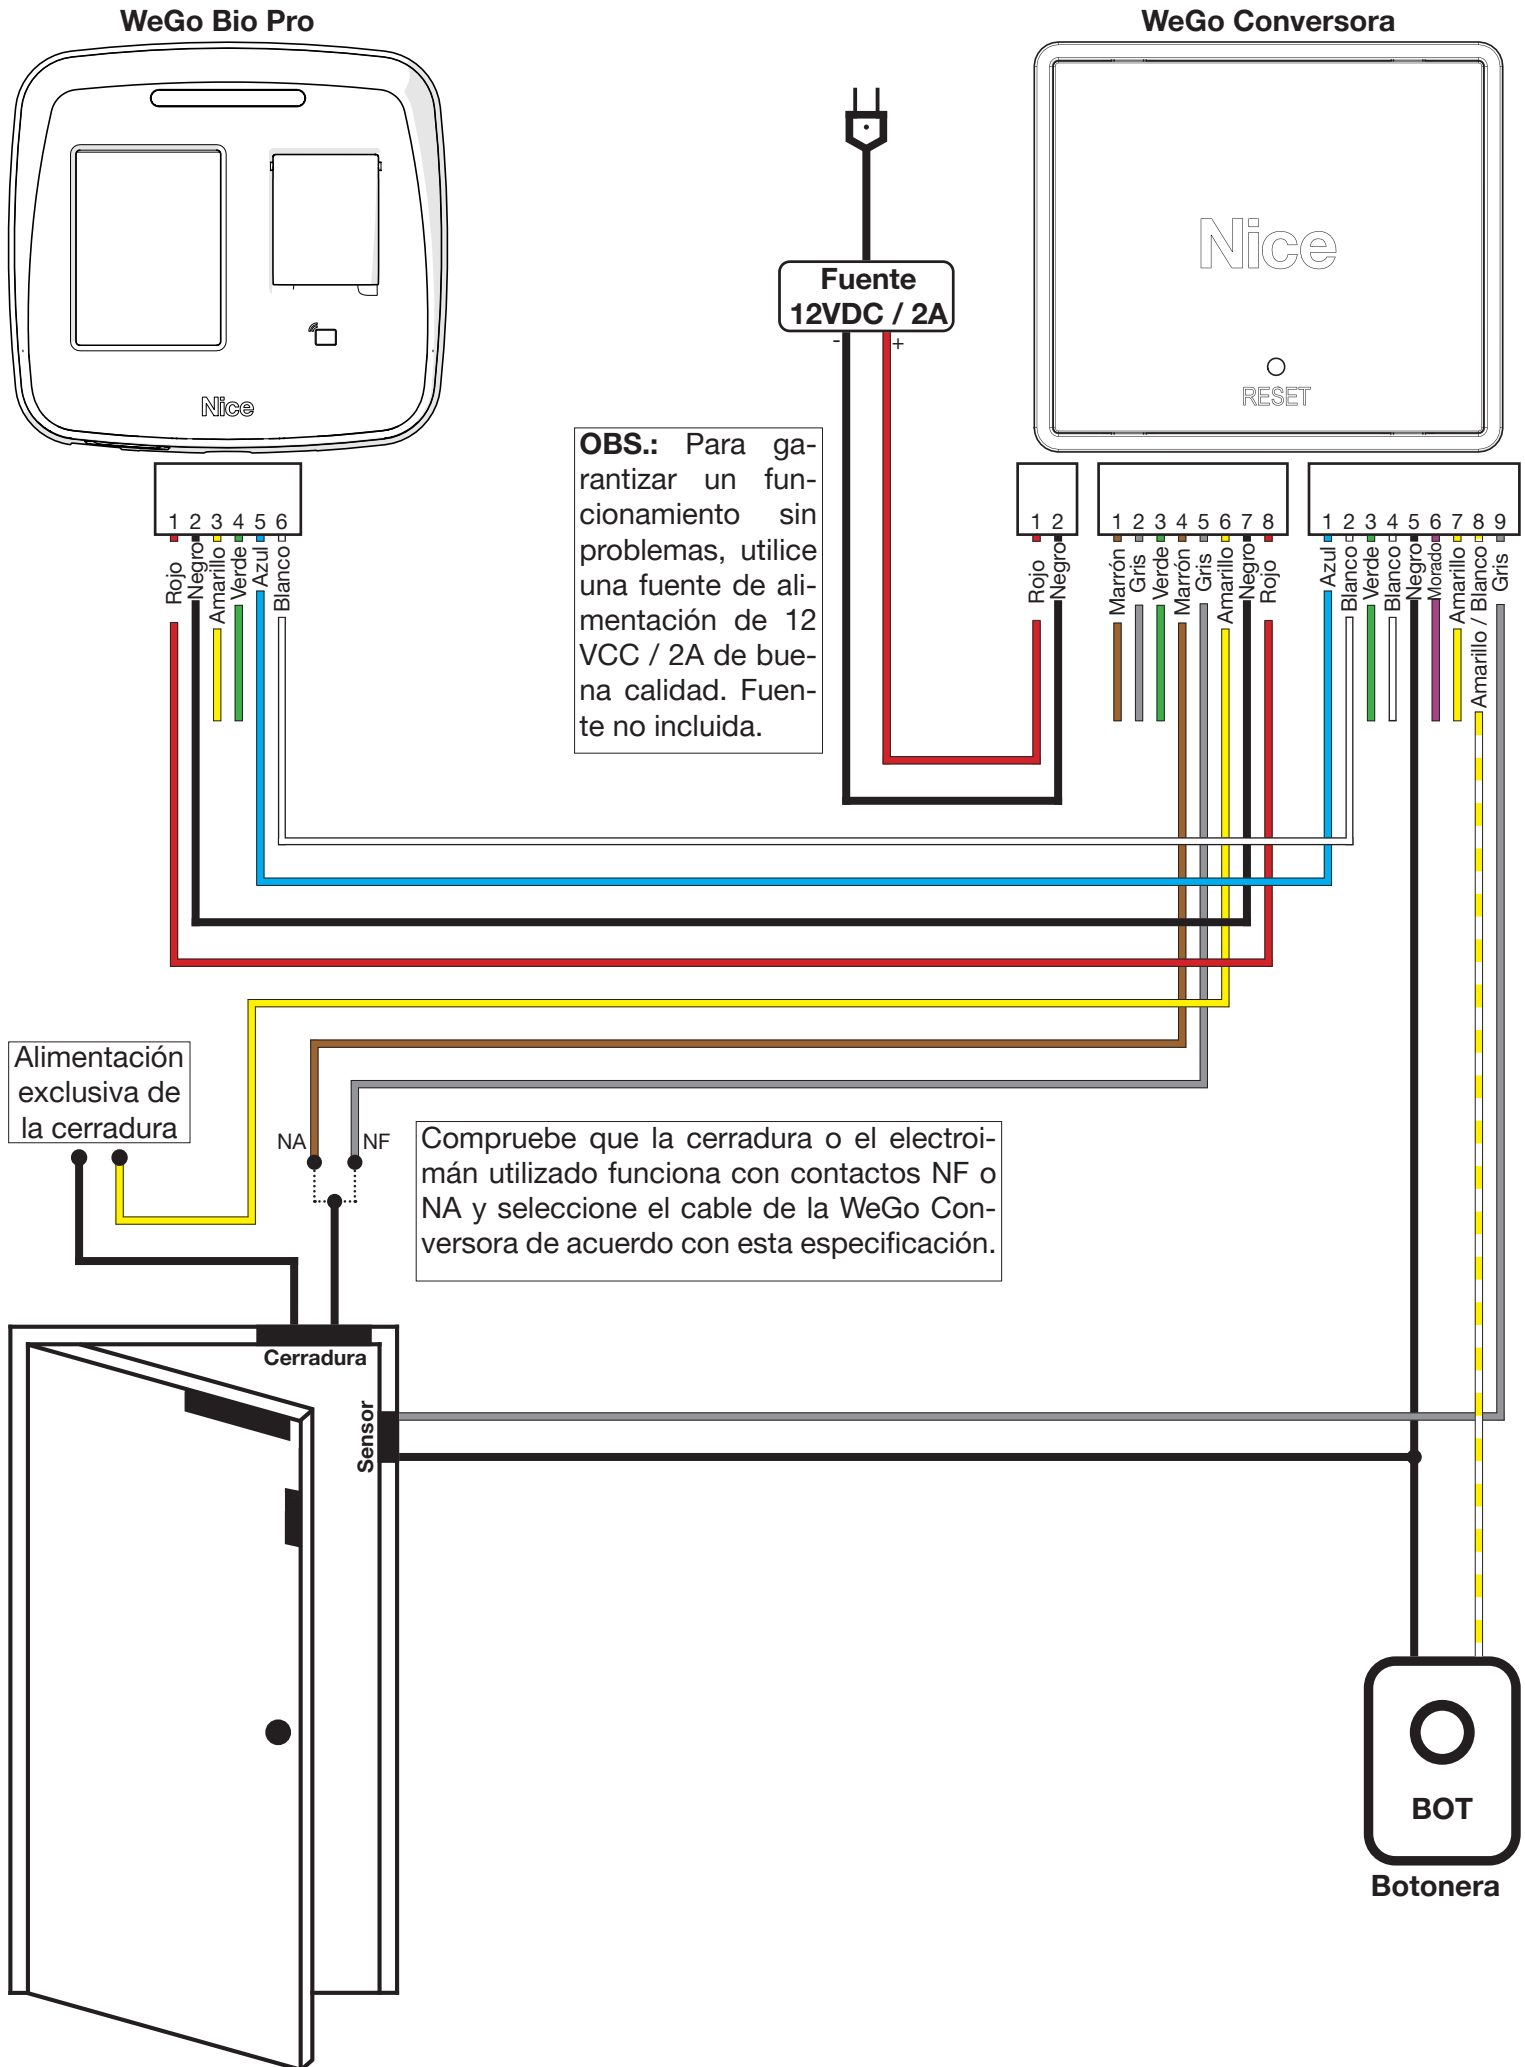 WeGo Bio Pro
WeGo Conversora
Nice
RESET
Nice
Fuente
12VDC / 2A
- +
OBS.: Para ga-
rantizar un fun-
cionamiento sin
problemas, utilice
una fuente de ali-
mentación de 12
VCC / 2A de bue-
na calidad. Fuen-
te no incluida.
1 2 3 4 5 6
Rojo
Negro
Amarillo
Verde
Azul
Blanco
1 2
Rojo
Negro
1 2 3 4 5 6 7 8
Marrón
Gris
Verde
Marrón
Gris
Amarillo
Negro
Rojo
1 2 3 4 5 6 7 8 9
Azul
Blanco
Verde
Blanco
Negro
Morado
Amarillo
Amarillo / Blanco
Gris
Alimentación
exclusiva de
la cerradura
NA
NF
Compruebe que la cerradura o el electroi-
mán utilizado funciona con contactos NF o
NA y seleccione el cable de la WeGo Con-
versora de acuerdo con esta especificación.
Cerradura
Sensor
BOT
Botonera